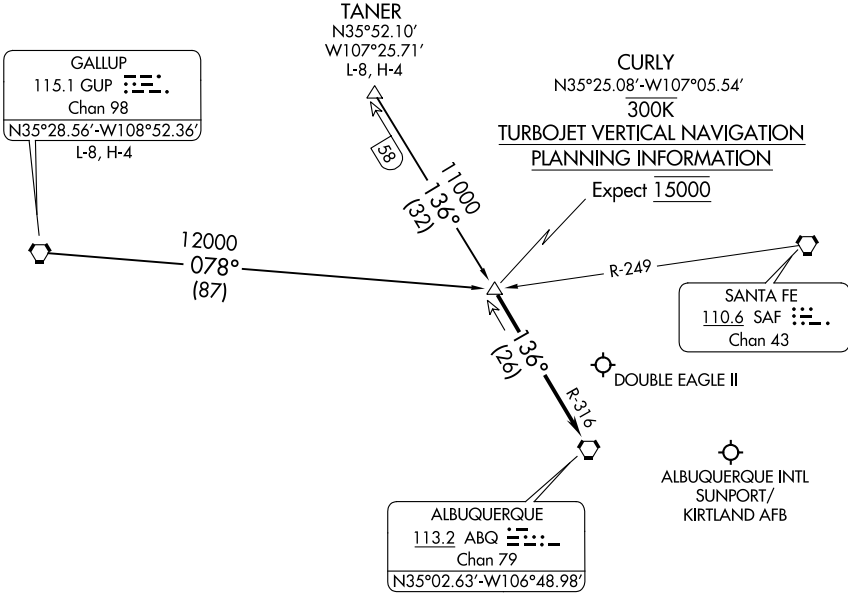 TANER
N35°52.10'
W107°25.71'
L-8, H-4
GALLUP
115.1 GUP
Chan 98
N35°28.56'-W108°52.36'
L-8, H-4
CURLY
N35°25.08'-W107°05.54'
300K
TURBOJET VERTICAL NAVIGATION
PLANNING INFORMATION
Expect 15000
58
11000
136°
(32)
12000
078°
(87)
R-249
SANTA FE
110.6 SAF
Chan 43
136°
(26)
R-316
DOUBLE EAGLE II
ALBUQUERQUE INTL
SUNPORT/
KIRTLAND AFB
ALBUQUERQUE
113.2 ABQ
Chan 79
N35°02.63'-W106°48.98'